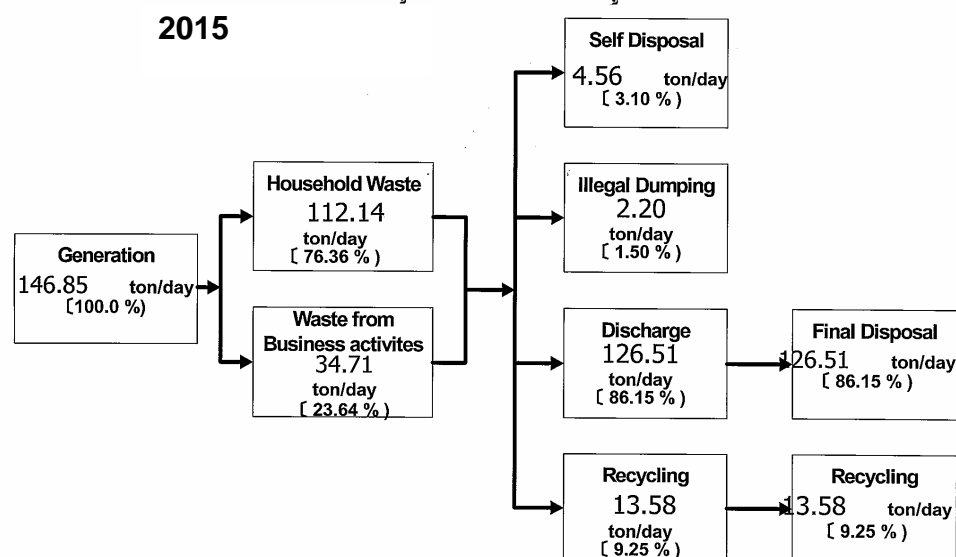 2015
Generation
146.85 ton/day
〔100.0 %)
Household Waste
112.14
ton/day
〔 76.36 % )
Waste from
Business activites
34.71
ton/day
〔 23.64 % )
Self Disposal
4.56 ton/day
〔 3.10 % )
Illegal Dumping
2.20
ton/day
〔 1.50 % )
Discharge
126.51
ton/day
〔 86.15 % )
Final Disposal
126.51 ton/day
〔 86.15 % )
Recycling
13.58
ton/day
〔 9.25 % )
Recycling
13.58 ton/day
〔 9.25 % )